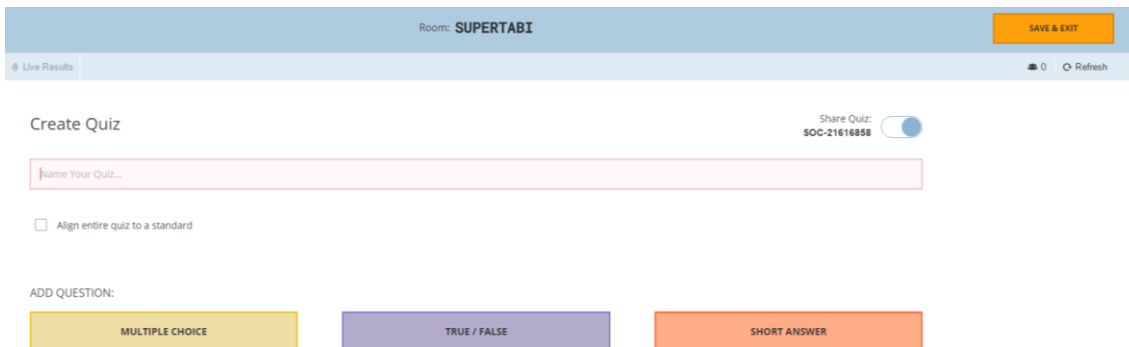 Room: SUPERTABI
SAVE & EXIT
Live Results
0 Refresh
Create Quiz
Share Quiz:
SOC-21616858
Name Your Quiz...
Align entire quiz to a standard
ADD QUESTION:
MULTIPLE CHOICE
TRUE / FALSE
SHORT ANSWER